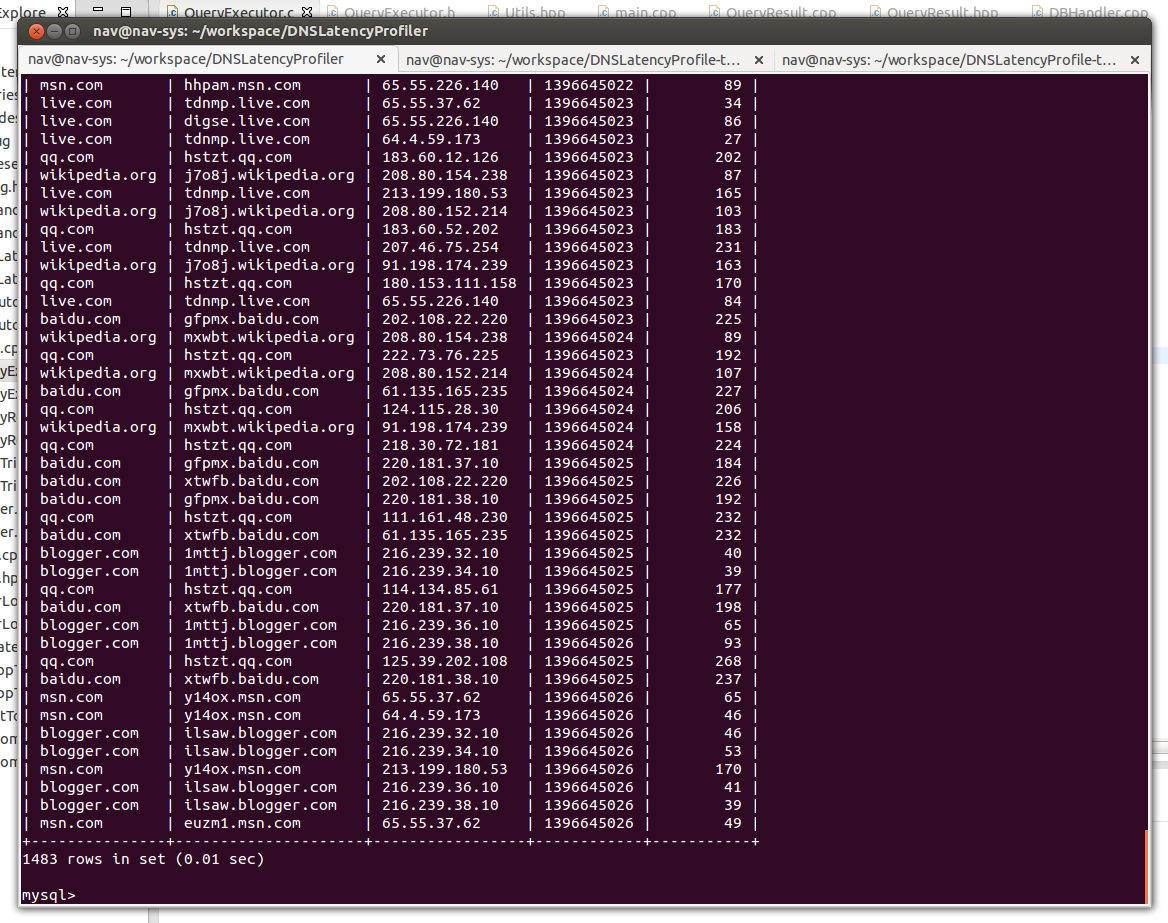 Explore QueryExecutor.c QueryExecutor.h Utils.hpp main.cpp QueryResult.cpp QueryResult.hpp DBHandler.cpp
nav@nav-sys: ~/workspace/DNSLatencyProfiler
nav@nav-sys: ~/workspace/DNSLatencyProfiler nav@nav-sys: ~/workspace/DNSLatencyProfile-t... nav@nav-sys: ~/workspace/DNSLatencyProfile-t...
| msn.com | hhpam.msn.com | 65.55.226.140 | 1396645022 | 89 |
| live.com | tdnmp.live.com | 65.55.37.62 | 1396645023 | 34 |
| live.com | digse.live.com | 65.55.226.140 | 1396645023 | 86 |
| live.com | tdnmp.live.com | 64.4.59.173 | 1396645023 | 27 |
| qq.com | hstzt.qq.com | 183.60.12.126 | 1396645023 | 202 |
| wikipedia.org | j7o8j.wikipedia.org | 208.80.154.238 | 1396645023 | 87 |
| live.com | tdnmp.live.com | 213.199.180.53 | 1396645023 | 165 |
| wikipedia.org | j7o8j.wikipedia.org | 208.80.152.214 | 1396645023 | 103 |
| qq.com | hstzt.qq.com | 183.60.52.202 | 1396645023 | 183 |
| live.com | tdnmp.live.com | 207.46.75.254 | 1396645023 | 231 |
| wikipedia.org | j7o8j.wikipedia.org | 91.198.174.239 | 1396645023 | 163 |
| qq.com | hstzt.qq.com | 180.153.111.158 | 1396645023 | 170 |
| live.com | tdnmp.live.com | 65.55.226.140 | 1396645023 | 84 |
| baidu.com | gfpmx.baidu.com | 202.108.22.220 | 1396645023 | 225 |
| wikipedia.org | mxwbt.wikipedia.org | 208.80.154.238 | 1396645024 | 89 |
| qq.com | hstzt.qq.com | 222.73.76.225 | 1396645023 | 192 |
| wikipedia.org | mxwbt.wikipedia.org | 208.80.152.214 | 1396645024 | 107 |
| baidu.com | gfpmx.baidu.com | 61.135.165.235 | 1396645024 | 227 |
| qq.com | hstzt.qq.com | 124.115.28.30 | 1396645024 | 206 |
| wikipedia.org | mxwbt.wikipedia.org | 91.198.174.239 | 1396645024 | 158 |
| qq.com | hstzt.qq.com | 218.30.72.181 | 1396645024 | 224 |
| baidu.com | gfpmx.baidu.com | 220.181.37.10 | 1396645025 | 184 |
| baidu.com | xtwfb.baidu.com | 202.108.22.220 | 1396645025 | 226 |
| baidu.com | gfpmx.baidu.com | 220.181.38.10 | 1396645025 | 192 |
| qq.com | hstzt.qq.com | 111.161.48.230 | 1396645025 | 232 |
| baidu.com | xtwfb.baidu.com | 61.135.165.235 | 1396645025 | 232 |
| blogger.com | 1mttj.blogger.com | 216.239.32.10 | 1396645025 | 40 |
| blogger.com | 1mttj.blogger.com | 216.239.34.10 | 1396645025 | 39 |
| qq.com | hstzt.qq.com | 114.134.85.61 | 1396645025 | 177 |
| baidu.com | xtwfb.baidu.com | 220.181.37.10 | 1396645025 | 198 |
| blogger.com | 1mttj.blogger.com | 216.239.36.10 | 1396645025 | 65 |
| blogger.com | 1mttj.blogger.com | 216.239.38.10 | 1396645026 | 93 |
| qq.com | hstzt.qq.com | 125.39.202.108 | 1396645025 | 268 |
| baidu.com | xtwfb.baidu.com | 220.181.38.10 | 1396645025 | 237 |
| msn.com | y14ox.msn.com | 65.55.37.62 | 1396645026 | 65 |
| msn.com | y14ox.msn.com | 64.4.59.173 | 1396645026 | 46 |
| blogger.com | ilsaw.blogger.com | 216.239.32.10 | 1396645026 | 46 |
| blogger.com | ilsaw.blogger.com | 216.239.34.10 | 1396645026 | 53 |
| msn.com | y14ox.msn.com | 213.199.180.53 | 1396645026 | 170 |
| blogger.com | ilsaw.blogger.com | 216.239.36.10 | 1396645026 | 41 |
| blogger.com | ilsaw.blogger.com | 216.239.38.10 | 1396645026 | 39 |
| msn.com | euzm1.msn.com | 65.55.37.62 | 1396645026 | 49 |
+---------------+---------------------+-----------------+------------+-----------+
1483 rows in set (0.01 sec)
mysql>